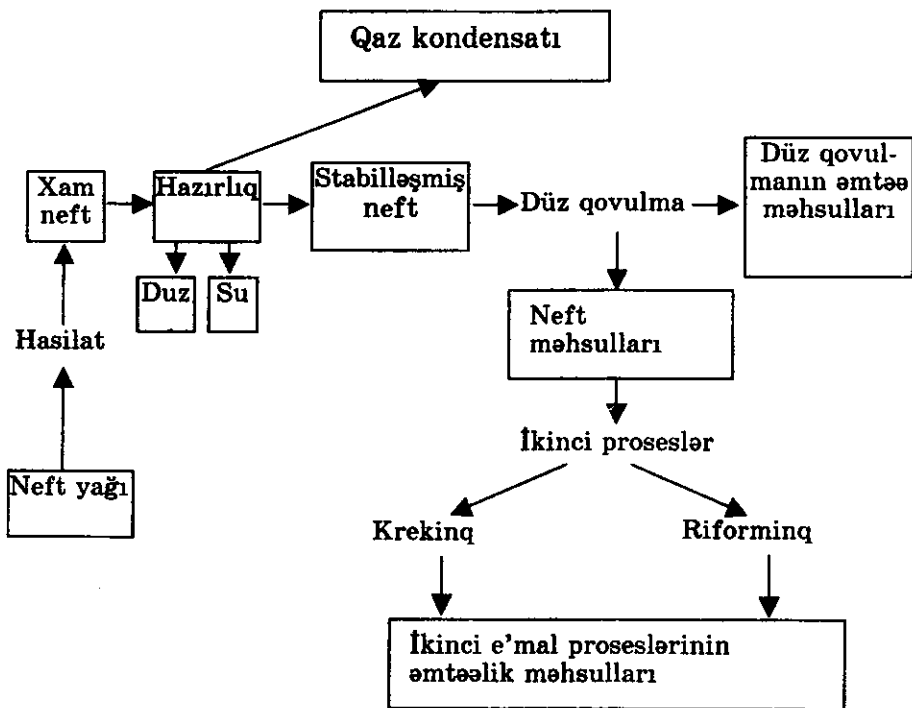 Qaz kondensatı
Xam
neft
Hazırlıq
Stabilləşmiş
neft
Düz qovulma
Düz qovul-
manın əmtəə
məhsulları
Duz
Su
Hasilat
Neft
məhsulları
İkinci proseslər
Neft yağı
Krekinq
Riforminq
İkinci e'mal proseslərinin
əmtəəlik məhsulları